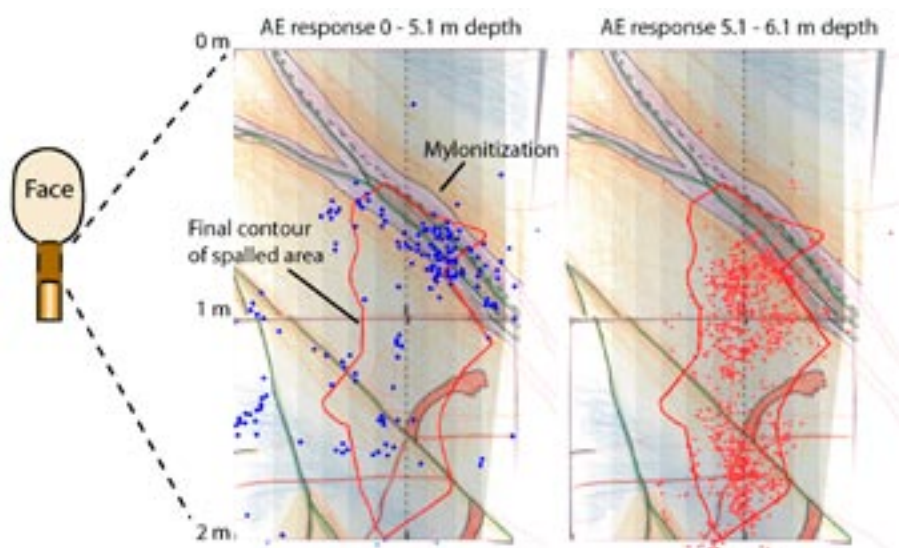 AE response 0 - 5.1 m depth
AE response 5.1 - 6.1 m depth
0 m
Face
Mylonitization
Final contour
of spalled area
1 m
2 m